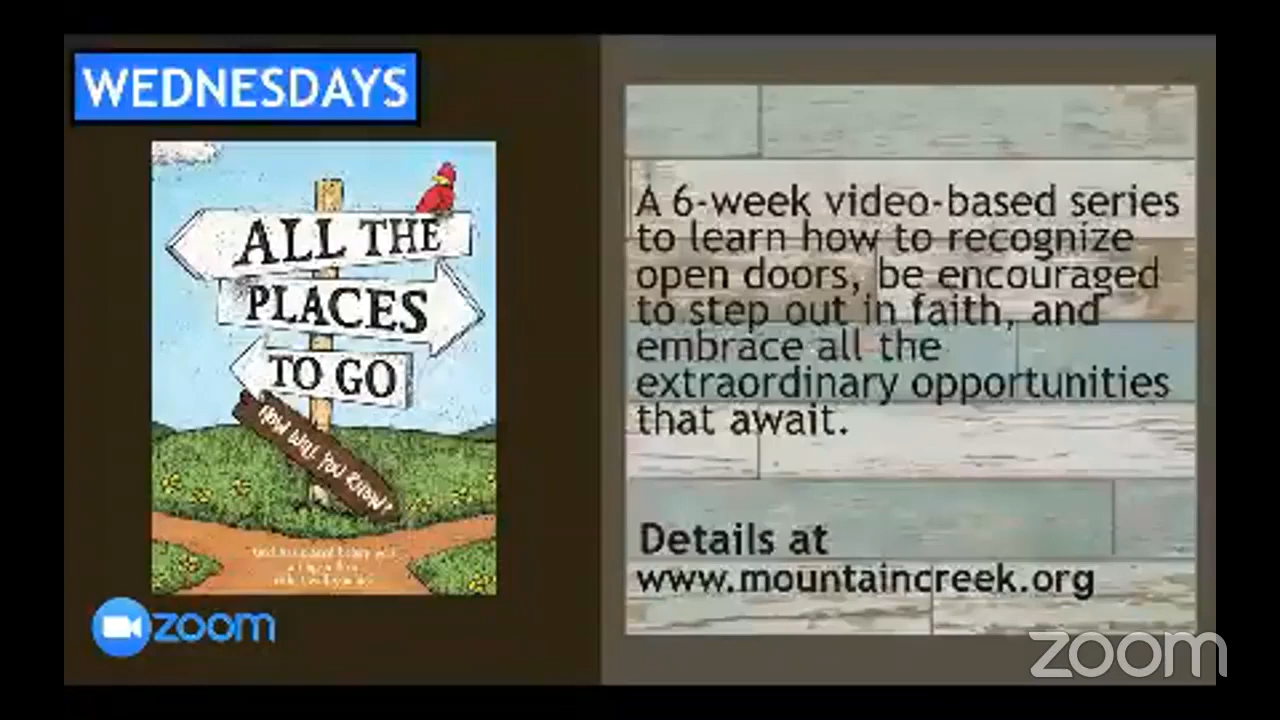 WEDNESDAYS
ALL THE
PLACES
TO GO
HOW WILL YOU KNOW?
zoom
A 6-week video-based series
to learn how to recognize
open doors, be encouraged
to step out in faith, and
embrace all the
extraordinary opportunities
that await.
Details at
www.mountaincreek.org
zoom